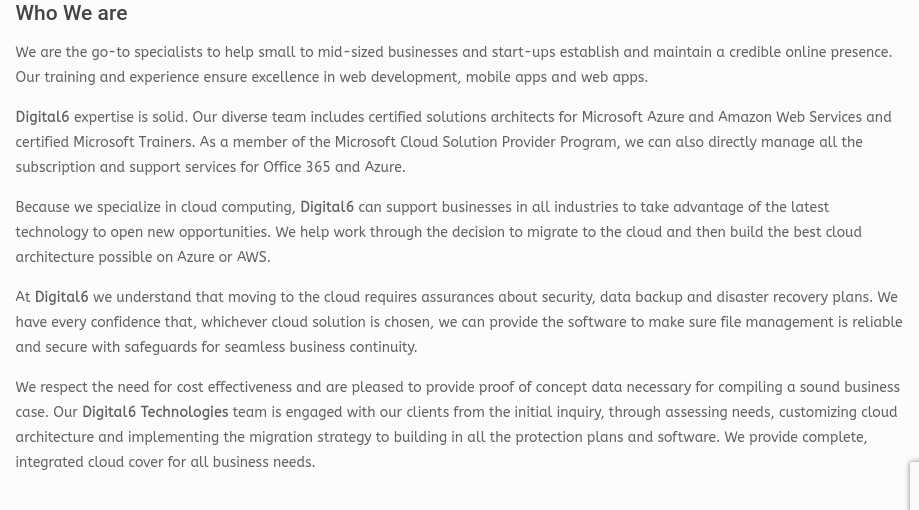 Who We are
We are the go-to specialists to help small to mid-sized businesses and start-ups establish and maintain a credible online presence.
Our training and experience ensure excellence in web development, mobile apps and web apps.
Digital6 expertise is solid. Our diverse team includes certified solutions architects for Microsoft Azure and Amazon Web Services and
certified Microsoft Trainers. As a member of the Microsoft Cloud Solution Provider Program, we can also directly manage all the
subscription and support services for Office 365 and Azure.
Because we specialize in cloud computing, Digital6 can support businesses in all industries to take advantage of the latest
technology to open new opportunities. We help work through the decision to migrate to the cloud and then build the best cloud
architecture possible on Azure or AWS.
At Digital6 we understand that moving to the cloud requires assurances about security, data backup and disaster recovery plans. We
have every confidence that, whichever cloud solution is chosen, we can provide the software to make sure file management is reliable
and secure with safeguards for seamless business continuity.
We respect the need for cost effectiveness and are pleased to provide proof of concept data necessary for compiling a sound business
case. Our Digital6 Technologies team is engaged with our clients from the initial inquiry, through assessing needs, customizing cloud
architecture and implementing the migration strategy to building in all the protection plans and software. We provide complete,
integrated cloud cover for all business needs.